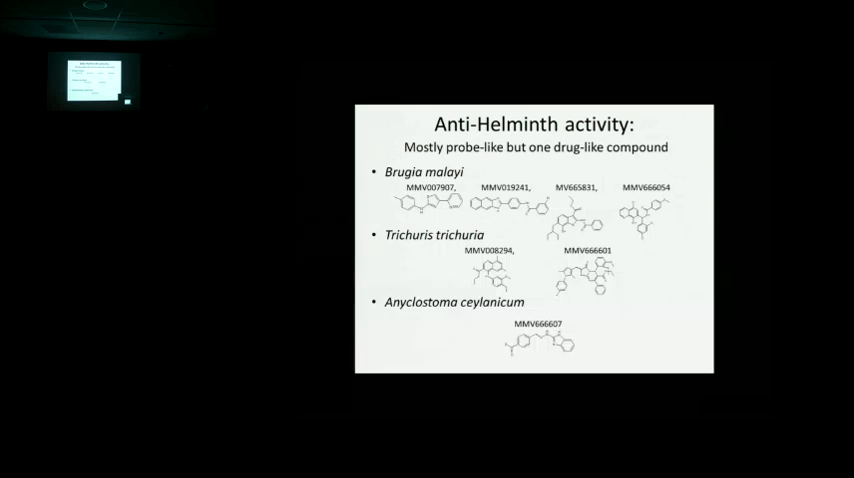 Anti-Helminth activity:
Mostly probe-like but one drug-like compound
• Brugia malayi
MMV007907, MMV019241, MV665831, MMV666054
• Trichuris trichuria
MMV008294, MMV666601
• Anyclostoma ceylanicum
MMV666607